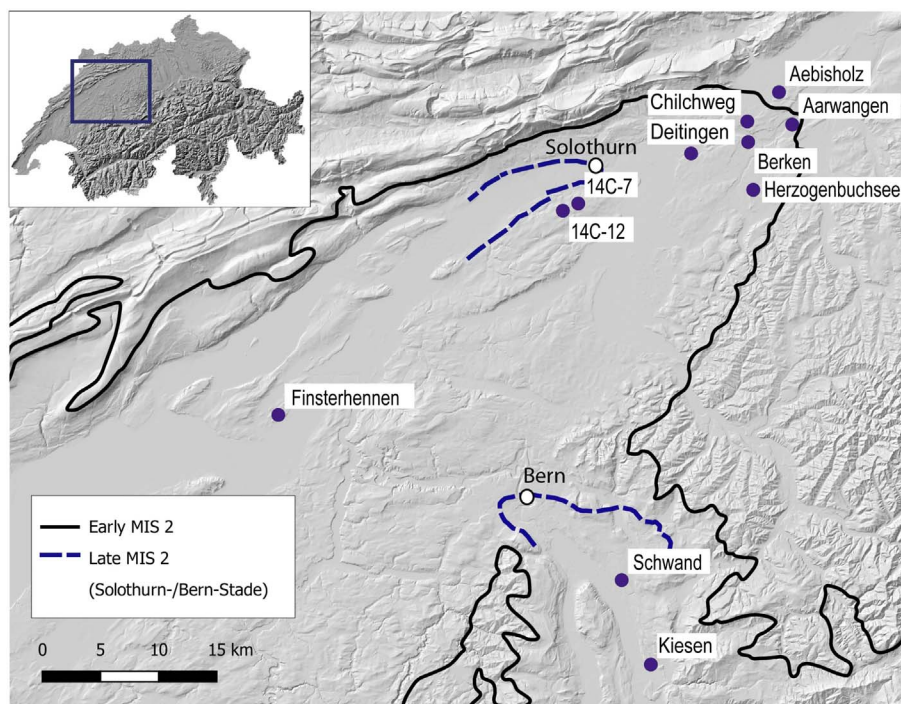 Aebisholz
Chilchweg
Aarwangen
Deitingen
Solothurn
Berken
14C-7
Herzogenbuchsee
14C-12
Finsterhennen
Bern
Early MIS 2
Late MIS 2
(Solothurn-/Bern-Stade)
Schwand
Kiesen
0 5 10 15 km